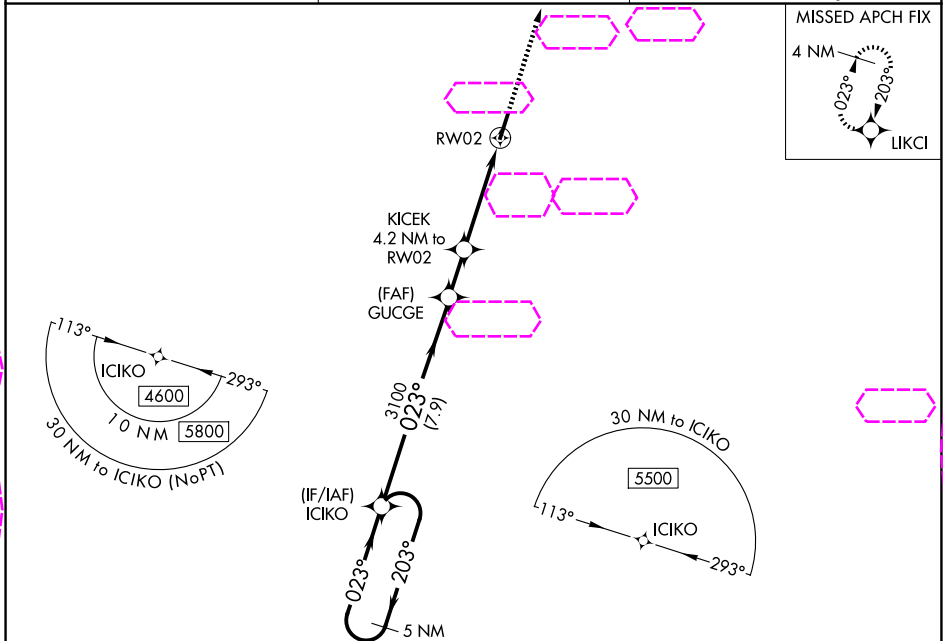 MISSED APCH FIX
4 NM
023°
203°
LIKCI
RW02
KICEK
4.2 NM to
RW02
(FAF)
GUCGE
113°
ICIKO
293°
4600
10 NM
5800
30 NM to ICIKO (NoPT)
3100
023°
(7.9)
30 NM to ICIKO
5500
113°
ICIKO
293°
(IF/IAF)
ICIKO
023°
203°
5 NM